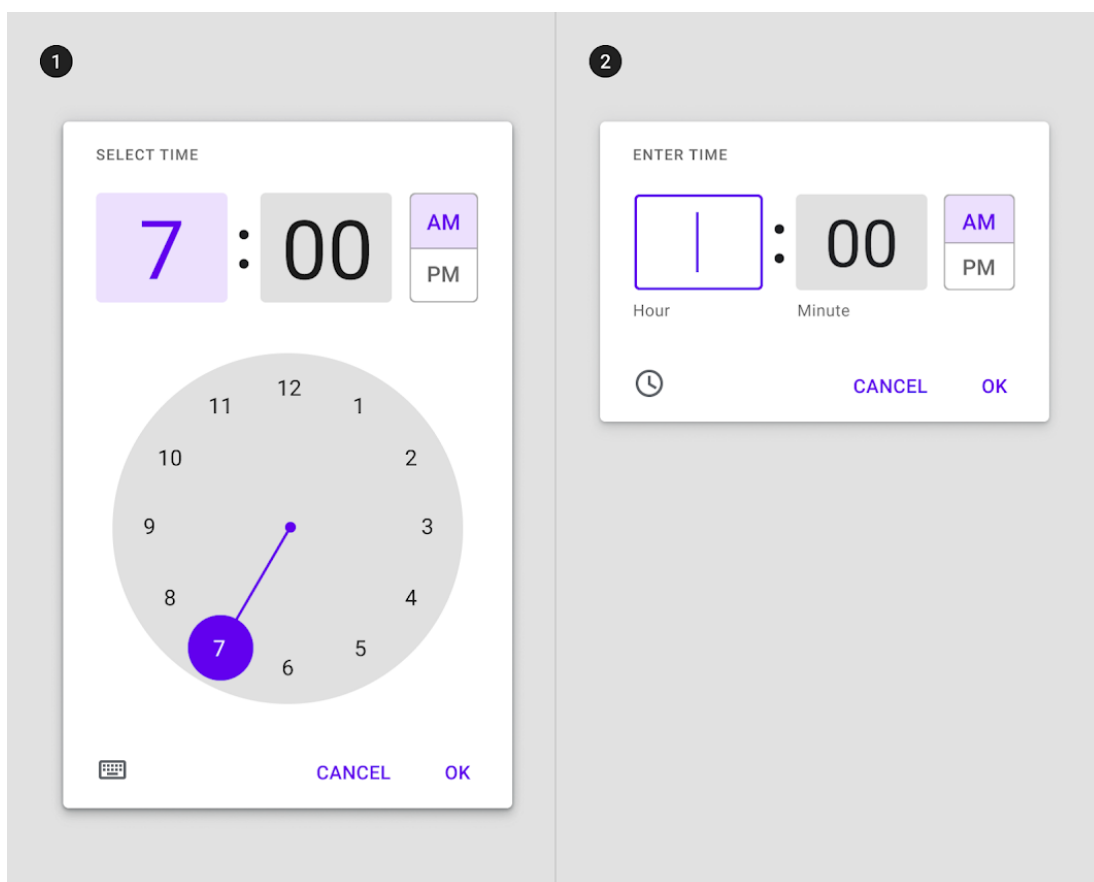 1
SELECT TIME
7 : 00
AM
PM
12
11 1
10 2
9 3
8 4
7 5
6
CANCEL OK
2
ENTER TIME
: 00
AM
PM
Hour Minute
CANCEL OK